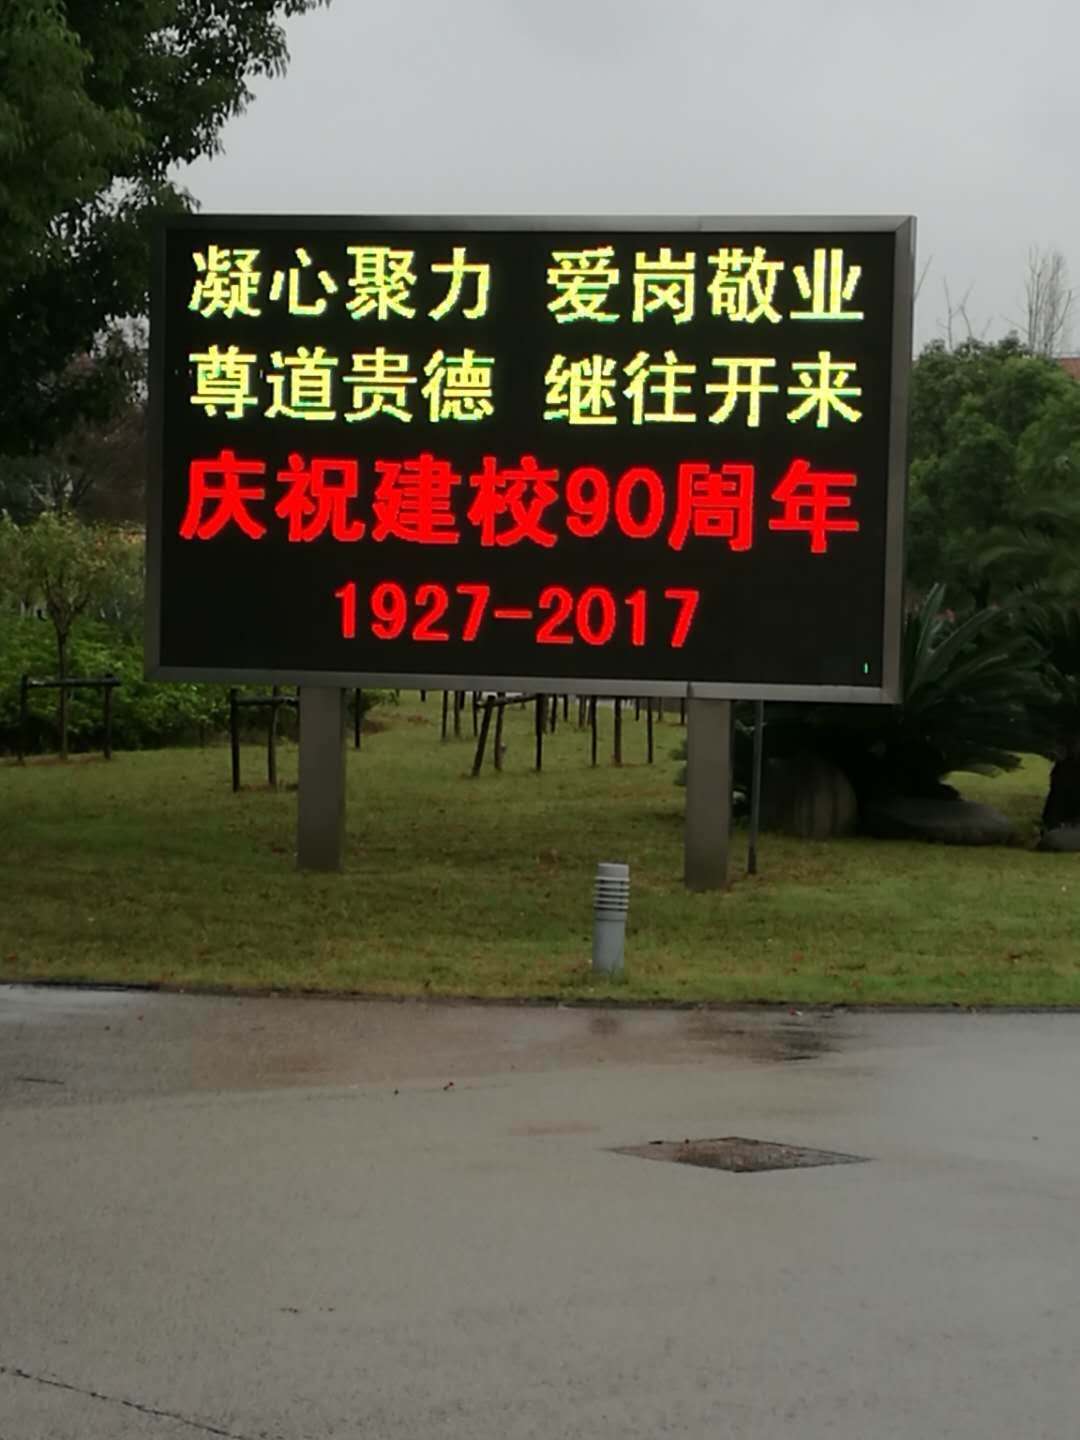 凝心聚力 爱岗敬业
尊道贵德 继往开来
庆祝建校90周年
1927-2017